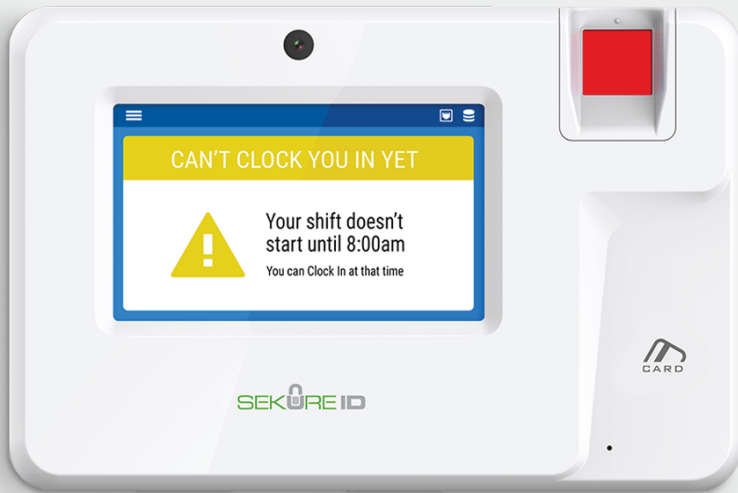 CAN'T CLOCK YOU IN YET
Your shift doesn't
start until 8:00am
You can Clock In at that time
CARD
SEKURE ID